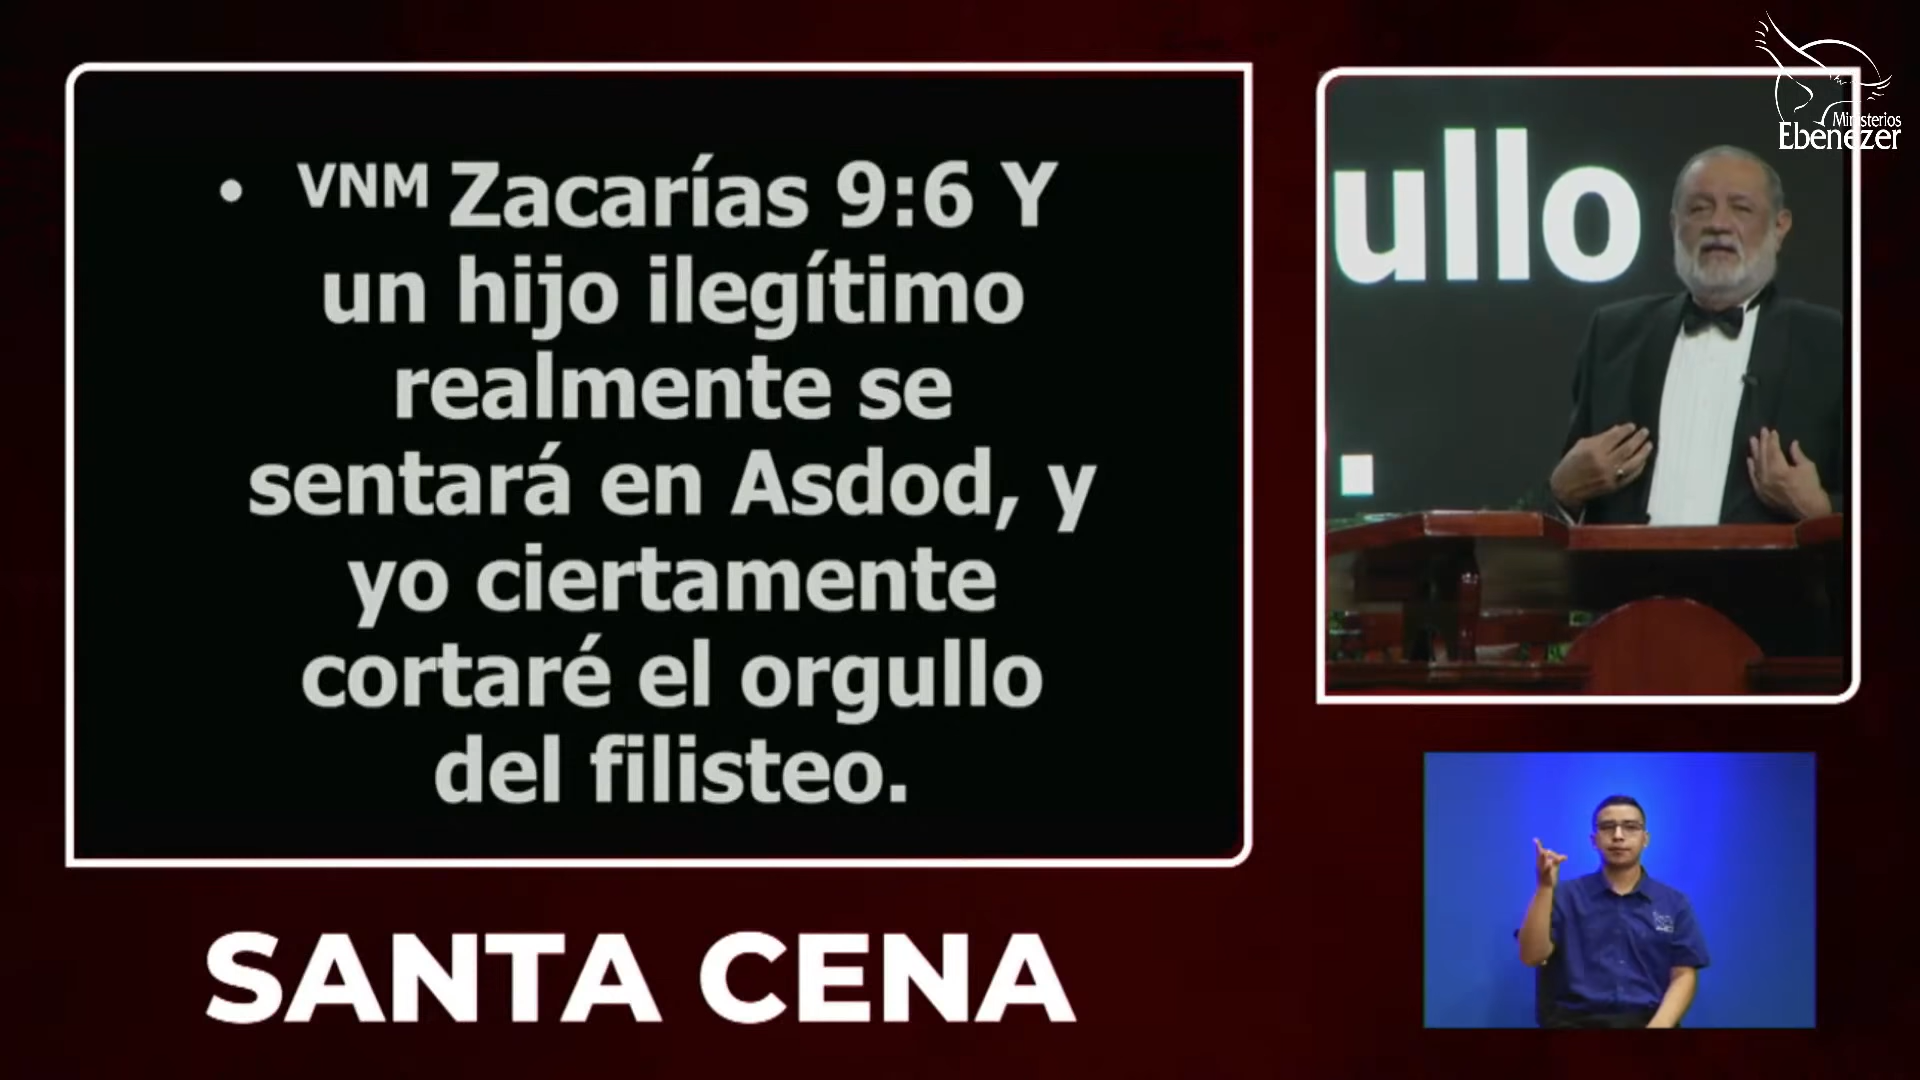 • VNM Zacarías 9:6 Y
un hijo ilegítimo
realmente se
sentará en Asdod, y
yo ciertamente
cortaré el orgullo
del filisteo.
SANTA CENA
Ministerios
Ebenezer
ullo
.